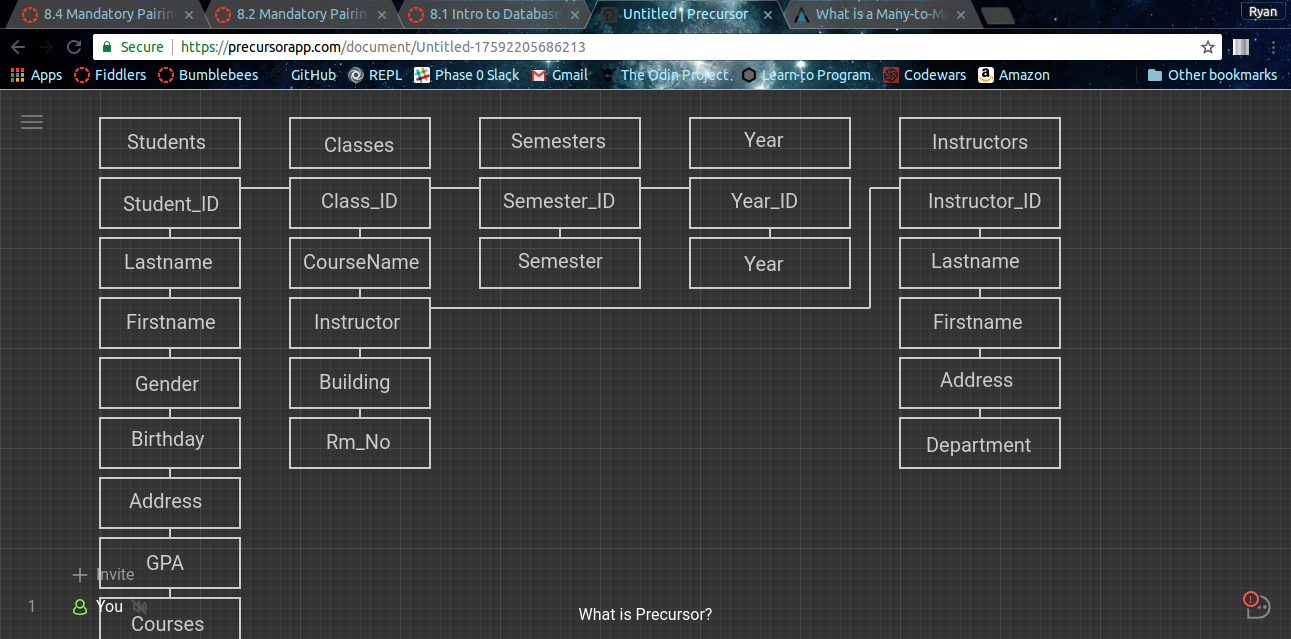 8.4 Mandatory Pairin
8.2 Mandatory Pairin
8.1 Intro to Database
Untitled | Precursor
What is a Many-to-Ma
Ryan
Secure
https://precursorapp.com/document/Untitled-17592205686213
Apps
Fiddlers
Bumblebees
GitHub
REPL
Phase 0 Slack
Gmail
The Odin Project.
Learn to Program.
Codewars
Amazon
Other bookmarks
Students
Classes
Semesters
Year
Instructors
Student_ID
Class_ID
Semester_ID
Year_ID
Instructor_ID
Lastname
CourseName
Semester
Year
Lastname
Firstname
Instructor
Firstname
Gender
Building
Address
Birthday
Rm_No
Department
Address
GPA
Invite
1
You
Courses
What is Precursor?